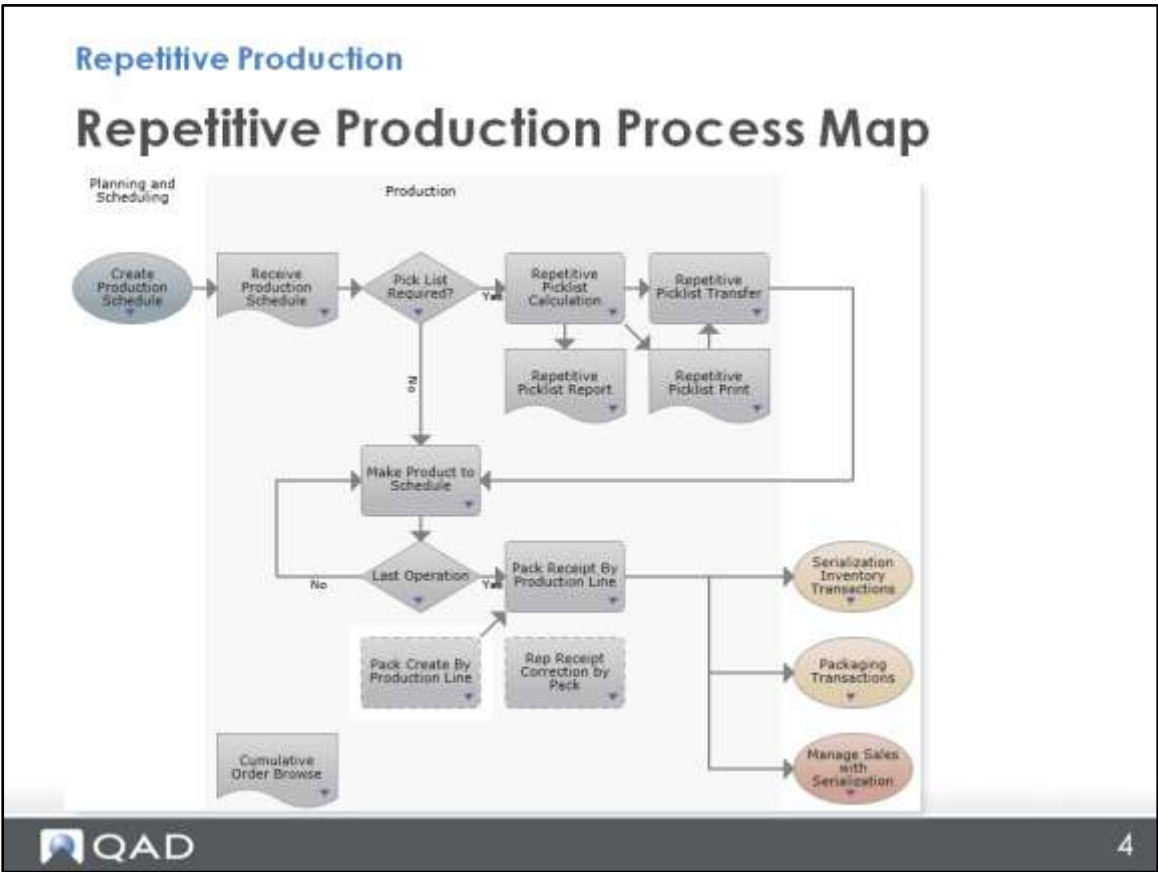 Repetitive Production
Repetitive Production Process Map
Planning and
Scheduling
Production
Create
Production
Schedule
Receive
Production
Schedule
Pick List
Required?
Yes
Repetitive
Picklist
Calculation
Repetitive
Picklist Transfer
No
Repetitive
Picklist Report
Repetitive
Picklist Print
Make Product to
Schedule
Last Operation
No
Yes
Pack Receipt By
Production Line
Serialization
Inventory
Transactions
Pack Create By
Production Line
Rep Receipt
Correction by
Pack
Packaging
Transactions
Cumulative
Order Browse
Manage Sales
with
Serialization
QAD
4